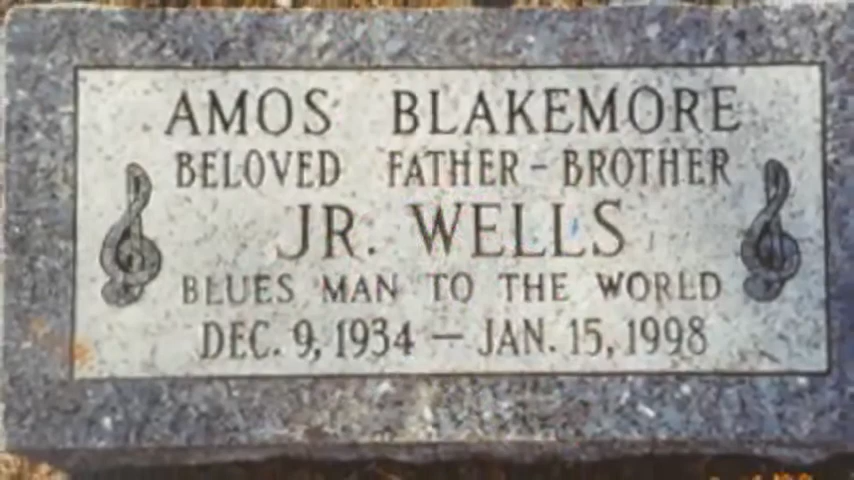 AMOS BLAKEMORE
BELOVED FATHER - BROTHER
JR. WELLS
BLUES MAN TO THE WORLD
DEC. 9, 1934 — JAN. 15, 1998